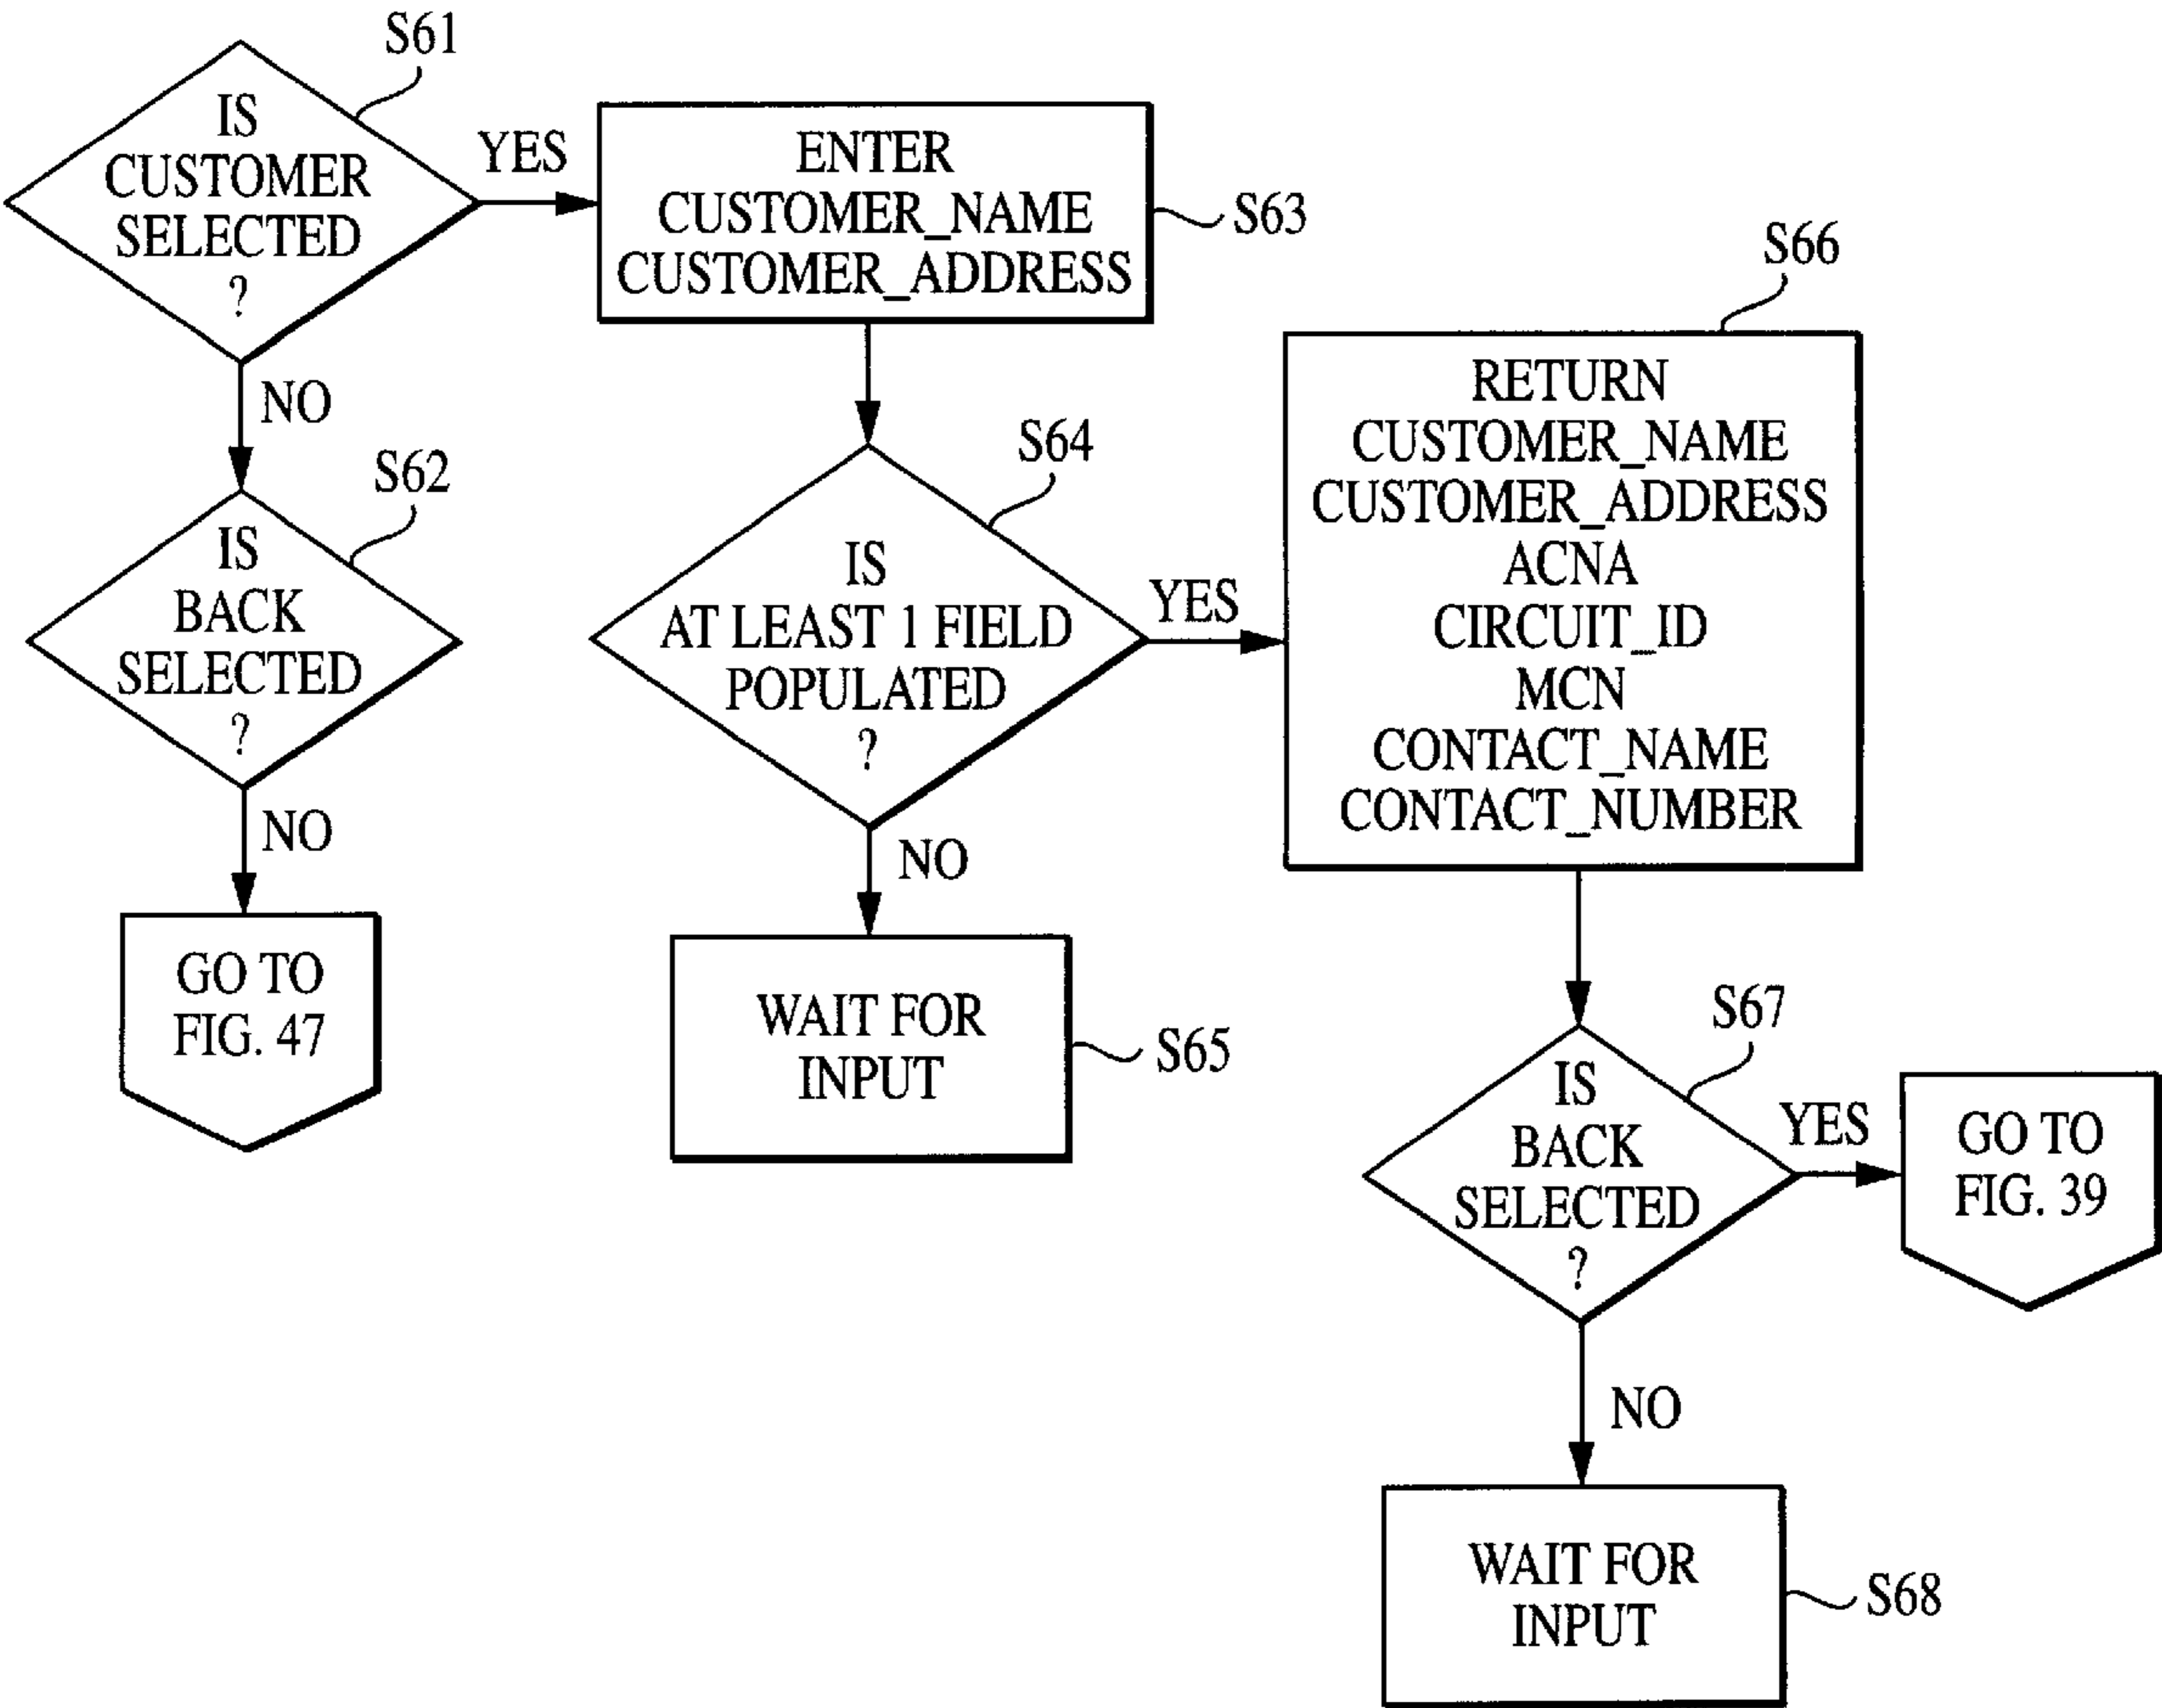 S61
IS
CUSTOMER
SELECTED
?
YES
NO
ENTER
CUSTOMER_NAME
CUSTOMER_ADDRESS
S63
S62
IS
BACK
SELECTED
?
NO
GO TO
FIG. 47
S64
IS
AT LEAST 1 FIELD
POPULATED
?
YES
NO
WAIT FOR
INPUT
S65
S66
RETURN
CUSTOMER_NAME
CUSTOMER_ADDRESS
ACNA
CIRCUIT_ID
MCN
CONTACT_NAME
CONTACT_NUMBER
S67
IS
BACK
SELECTED
?
YES
GO TO
FIG. 39
NO
WAIT FOR
INPUT
S68